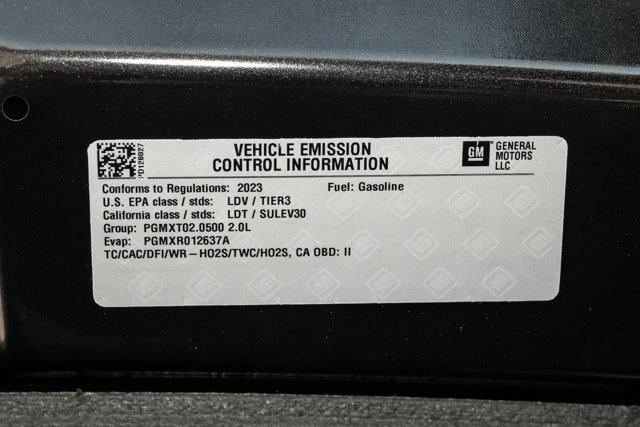 VEHICLE EMISSION
CONTROL INFORMATION
GM GENERAL
MOTORS
LLC
PD126027
Conforms to Regulations: 2023 Fuel: Gasoline
U.S. EPA class / stds: LDV / TIER3
California class / stds: LDT / SULEV30
Group: PGMXT02.0500 2.0L
Evap: PGMXR012637A
TC/CAC/DFI/WR – HO2S/TWC/HO2S, CA OBD: II